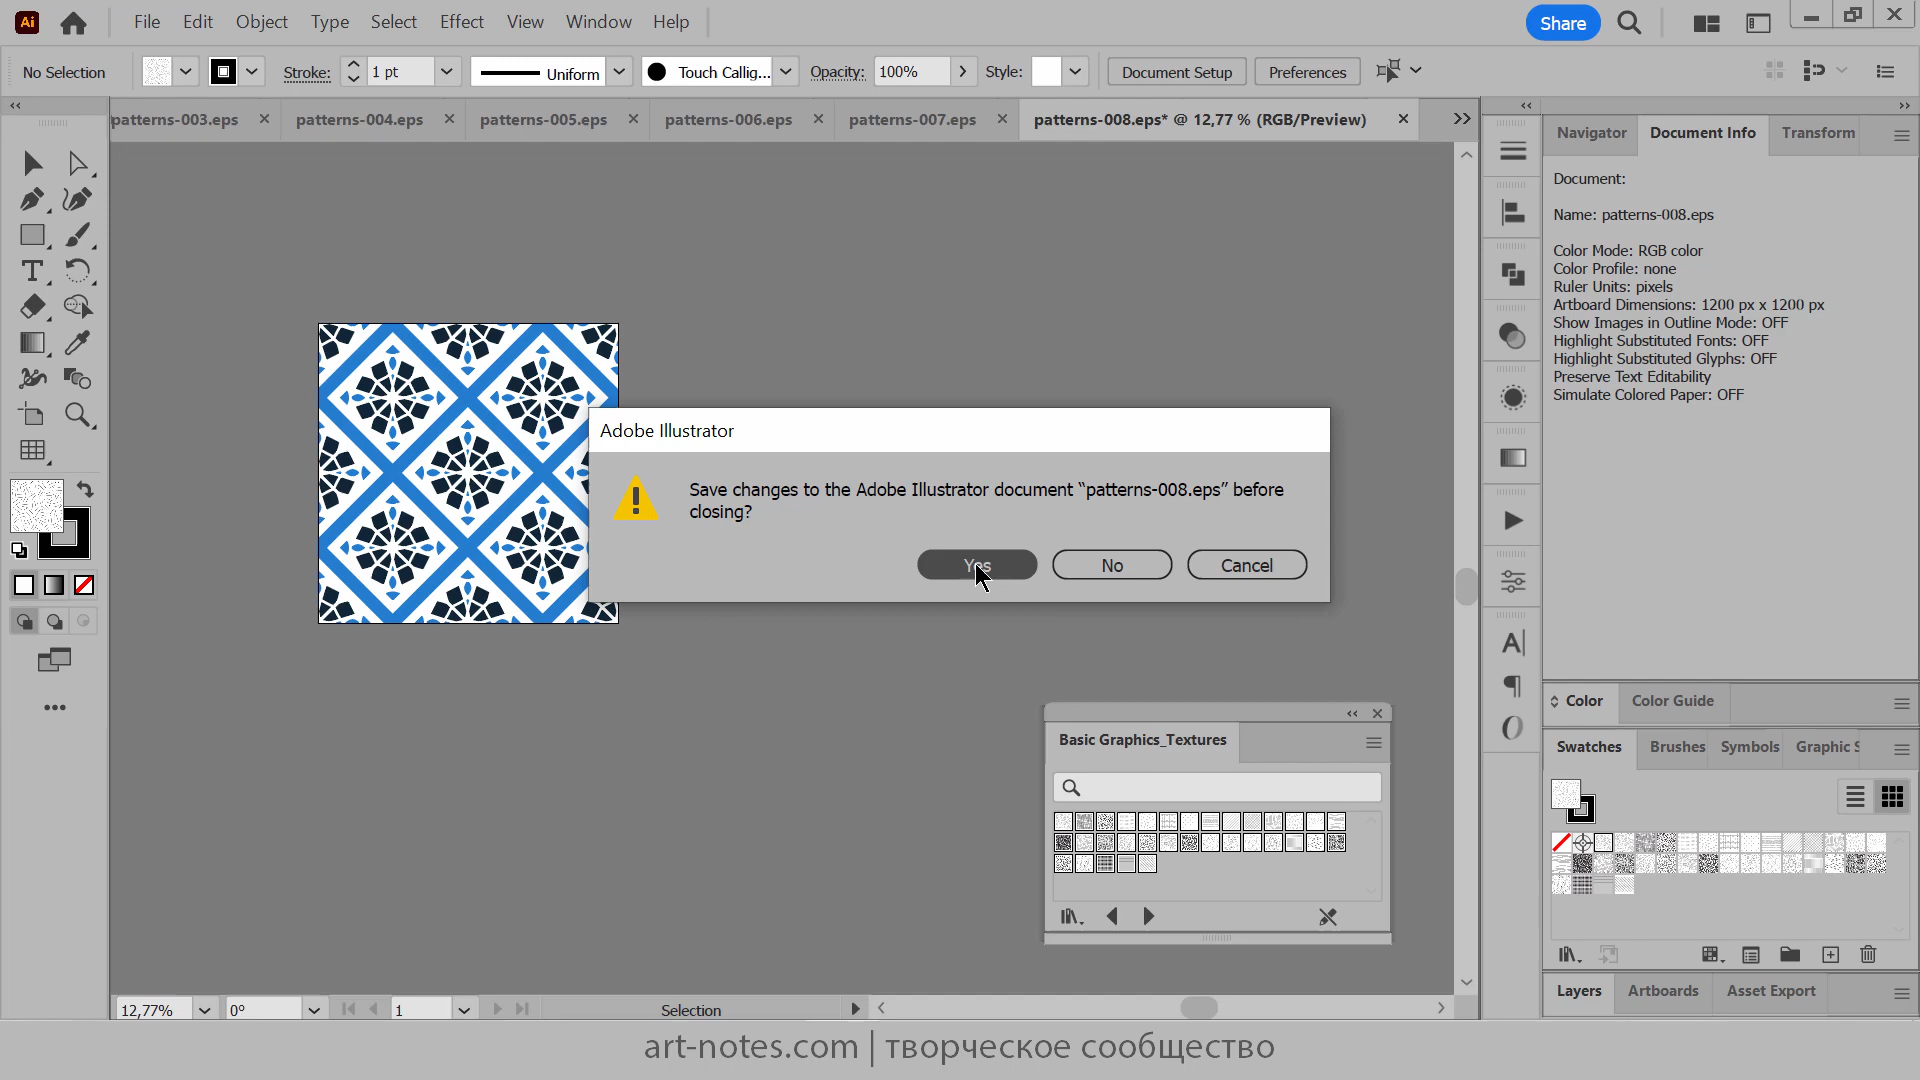 Ai File Edit Object Type Select Effect View Window Help Share
No Selection Stroke: 1 pt Uniform Touch Callig... Opacity: 100% Style: Document Setup Preferences
patterns-003.eps patterns-004.eps patterns-005.eps patterns-006.eps patterns-007.eps patterns-008.eps* @ 12,77 % (RGB/Preview)
Navigator Document Info Transform
Document:
Name: patterns-008.eps
Color Mode: RGB color
Color Profile: none
Ruler Units: pixels
Artboard Dimensions: 1200 px x 1200 px
Show Images in Outline Mode: OFF
Highlight Substituted Fonts: OFF
Highlight Substituted Glyphs: OFF
Preserve Text Editability
Simulate Colored Paper: OFF
Adobe Illustrator
Save changes to the Adobe Illustrator document “patterns-008.eps” before
closing?
Yes No Cancel
Color Color Guide
Basic Graphics_Textures
Swatches Brushes Symbols Graphic S
Layers Artboards Asset Export
12,77% 0° 1 Selection
art-notes.com | творческое сообщество